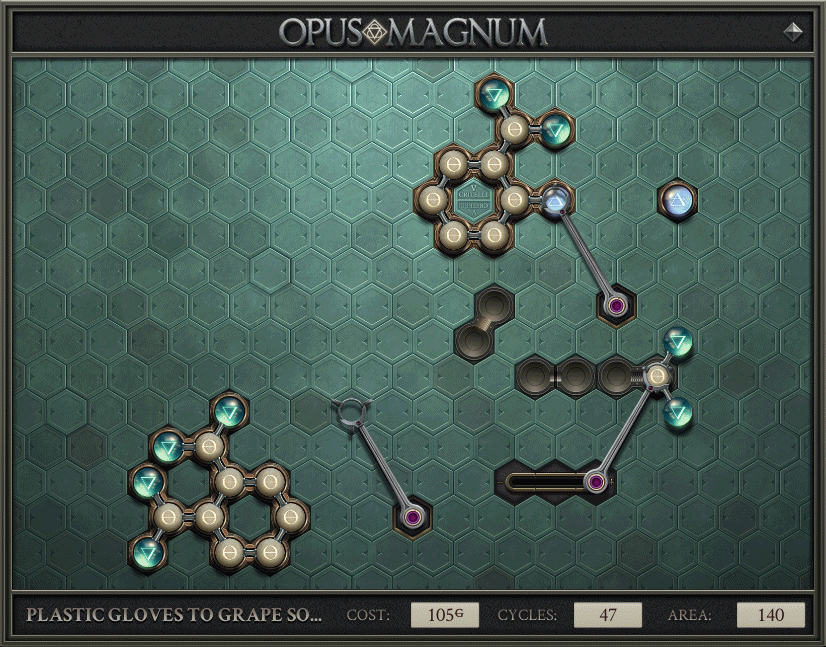 OPUS MAGNUM
PLASTIC GLOVES TO GRAPE SO...
COST: 105G
CYCLES: 47
AREA: 140